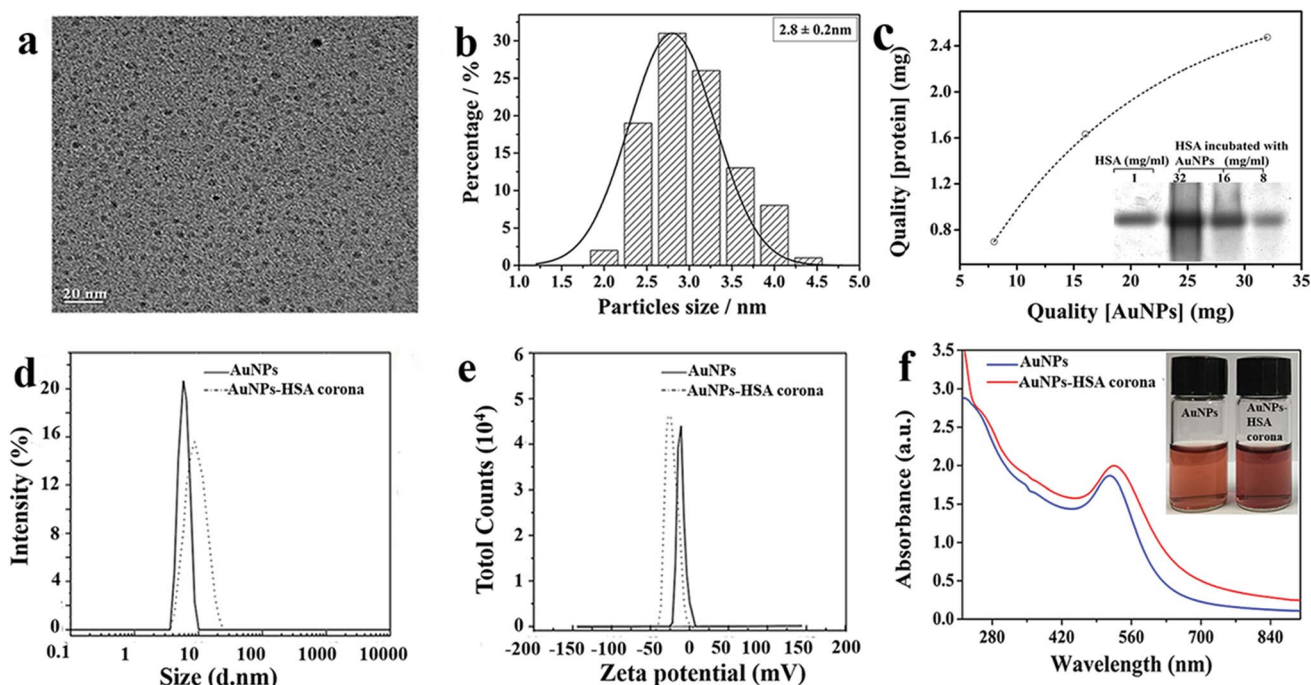 a
20 nm
b
2.8 ± 0.2nm
Percentage / %
30
25
20
15
10
5
0
1.0 1.5 2.0 2.5 3.0 3.5 4.0 4.5 5.0
Particles size / nm
c
Quality [protein] (mg)
2.4
1.6
0.8
HSA (mg/ml)
1
HSA incubated with
AuNPs (mg/ml)
32 16 8
5 10 15 20 25 30 35
Quality [AuNPs] (mg)
d
AuNPs
AuNPs-HSA corona
Intensity (%)
20
16
12
8
4
0
0.1 1 10 100 1000 10000
Size (d.nm)
e
AuNPs
AuNPs-HSA corona
Totol Counts (10⁴)
6
5
4
3
2
1
0
-200 -150 -100 -50 0 50 100 150 200
Zeta potential (mV)
f
AuNPs
AuNPs-HSA corona
Absorbance (a.u.)
3.5
3.0
2.5
2.0
1.5
1.0
0.5
0.0
AuNPs
AuNPs-
HSA
corona
280 420 560 700 840
Wavelength (nm)